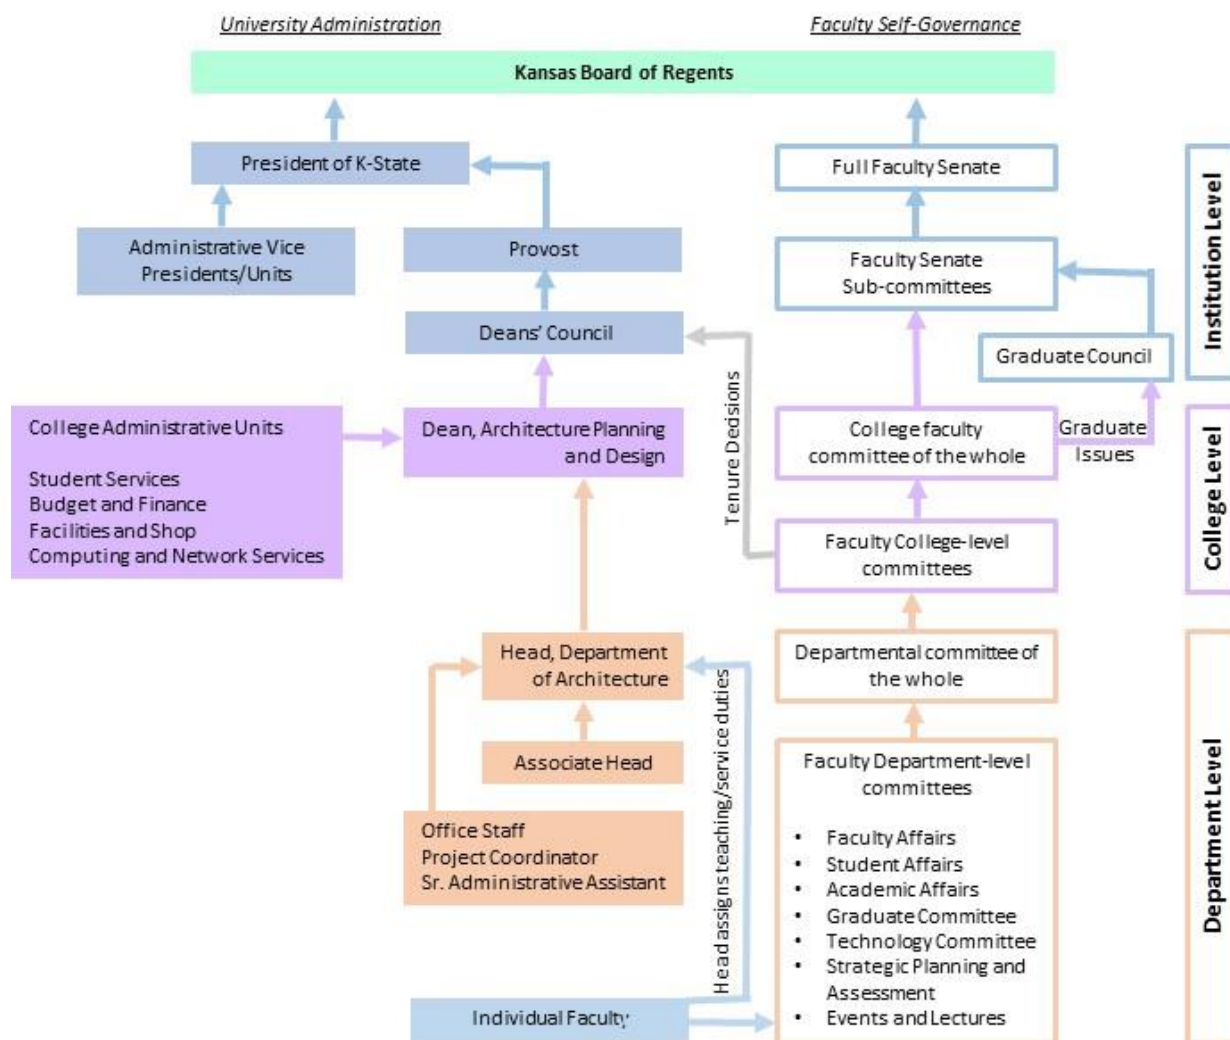 University Administration
Faculty Self-Governance
Kansas Board of Regents
President of K-State
Full Faculty Senate
Administrative Vice
Presidents/Units
Provost
Faculty Senate
Sub-committees
Institution Level
Deans' Council
Graduate Council
College Administrative Units
Student Services
Budget and Finance
Facilities and Shop
Computing and Network Services
Dean, Architecture Planning
and Design
Tenure Dedisions
College faculty
committee of the whole
Graduate
Issues
College Level
Faculty College-level
committees
Head, Department
of Architecture
Departmental committee of
the whole
Associate Head
Office Staff
Project Coordinator
Sr. Administrative Assistant
Head assigns teaching/service duties
Faculty Department-level
committees
• Faculty Affairs
• Student Affairs
• Academic Affairs
• Graduate Committee
• Technology Committee
• Strategic Planning and
Assessment
• Events and Lectures
Department Level
Individual Faculty